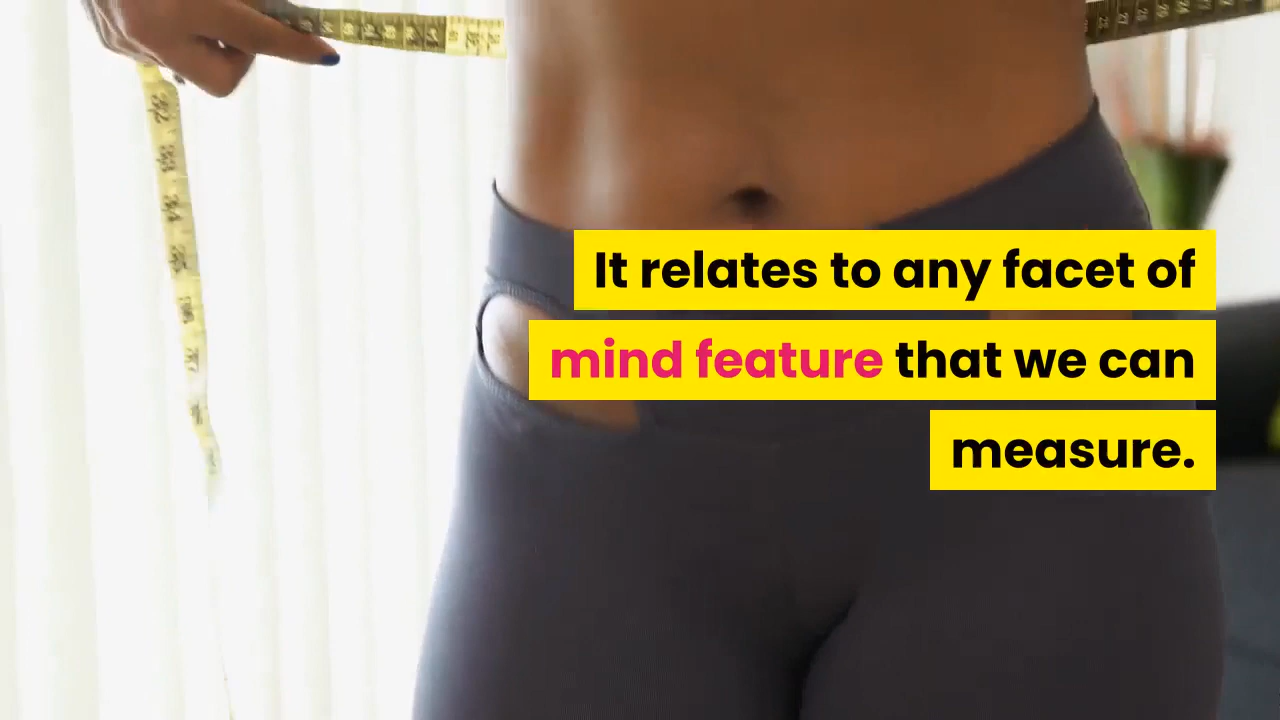 It relates to any facet of
mind feature that we can
measure.